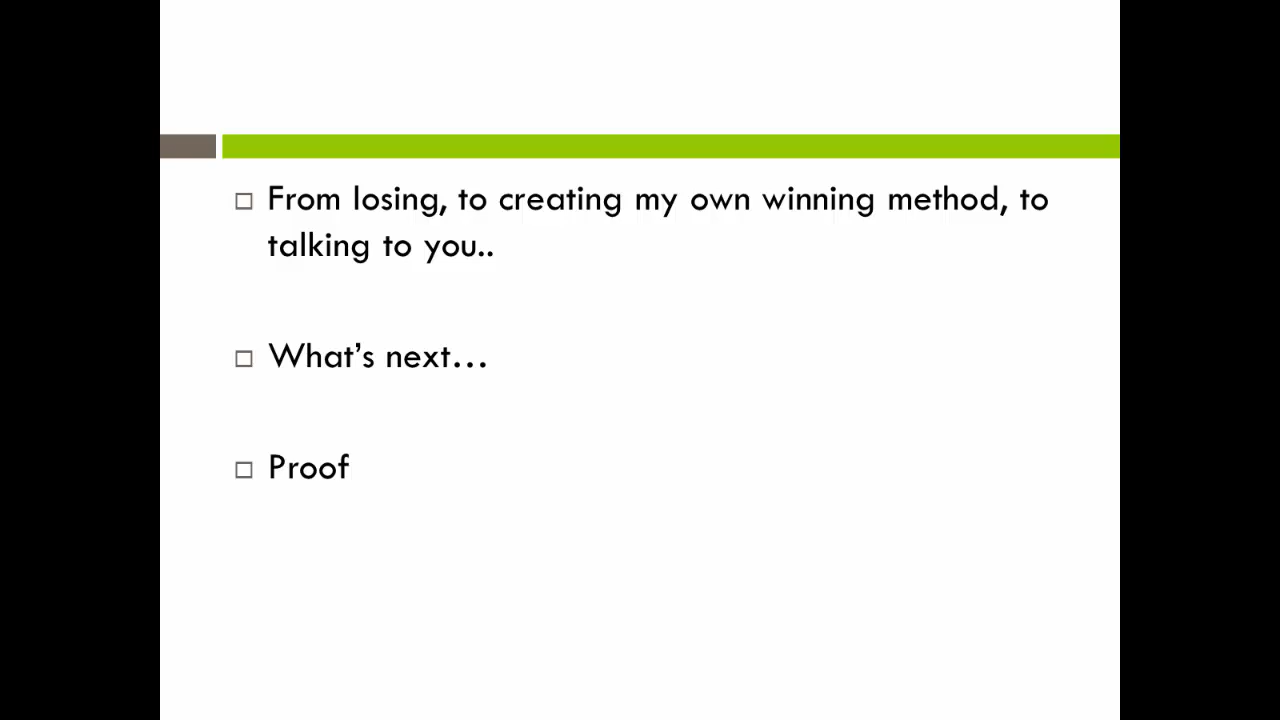 From losing, to creating my own winning method, to
talking to you..
What’s next…
Proof